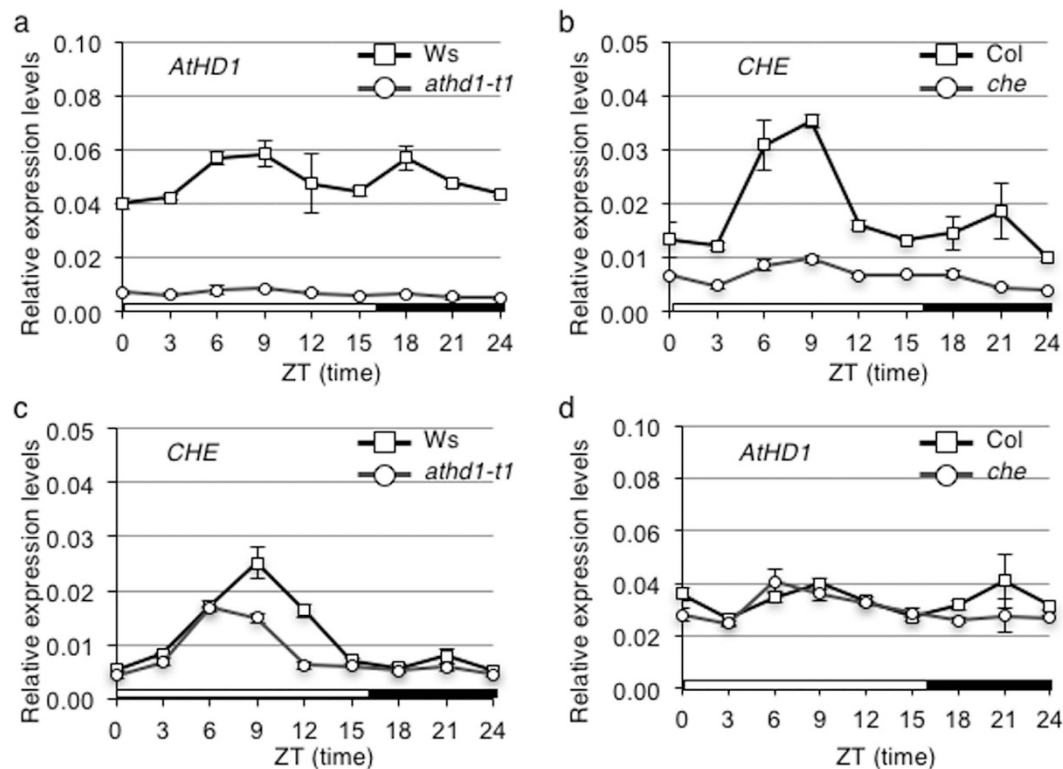 a
Relative expression levels
AtHD1
Ws
athd1-t1
0.10
0.08
0.06
0.04
0.02
0.00
0 3 6 9 12 15 18 21 24
ZT (time)
b
Relative expression levels
CHE
Col
che
0.05
0.04
0.03
0.02
0.01
0.00
0 3 6 9 12 15 18 21 24
ZT (time)
c
Relative expression levels
CHE
Ws
athd1-t1
0.05
0.04
0.03
0.02
0.01
0.00
0 3 6 9 12 15 18 21 24
ZT (time)
d
Relative expression levels
AtHD1
Col
che
0.10
0.08
0.06
0.04
0.02
0.00
0 3 6 9 12 15 18 21 24
ZT (time)